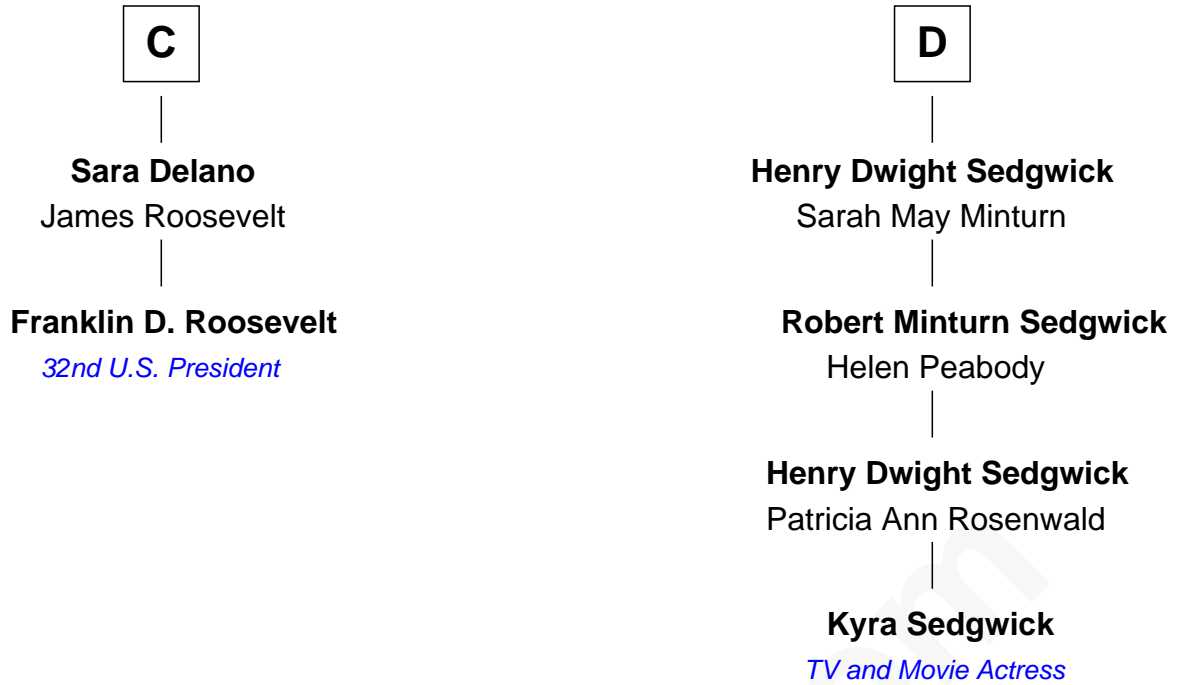 C
Sara Delano
James Roosevelt
Franklin D. Roosevelt
32nd U.S. President
D
Henry Dwight Sedgwick
Sarah May Minturn
Robert Minturn Sedgwick
Helen Peabody
Henry Dwight Sedgwick
Patricia Ann Rosenwald
Kyra Sedgwick
TV and Movie Actress